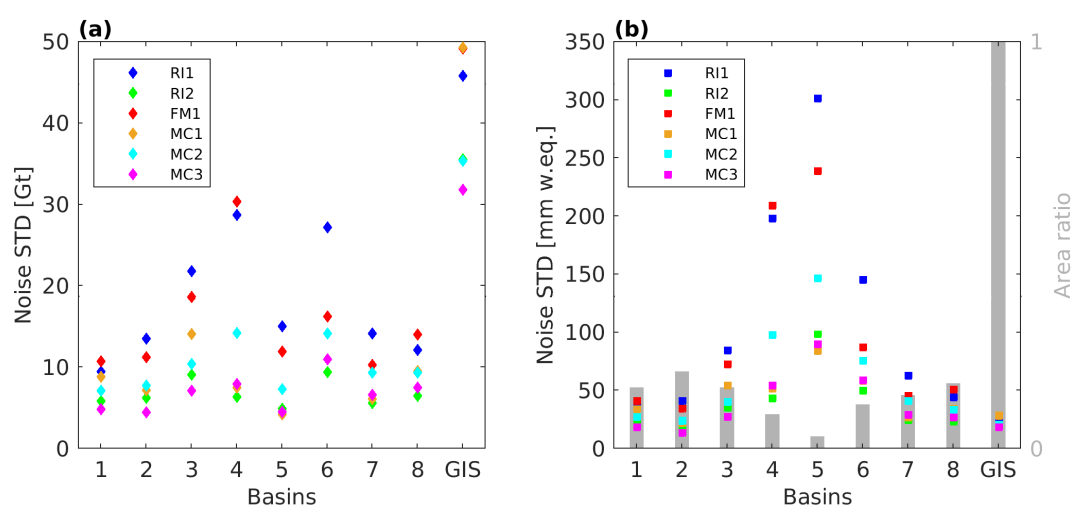 (a)
50
40
30
20
10
0
Noise STD [Gt]
RI1
RI2
FM1
MC1
MC2
MC3
1 2 3 4 5 6 7 8 GIS
Basins
(b)
350
300
250
200
150
100
50
0
Noise STD [mm w.eq.]
RI1
RI2
FM1
MC1
MC2
MC3
1 2 3 4 5 6 7 8 GIS
Basins
1
0
Area ratio